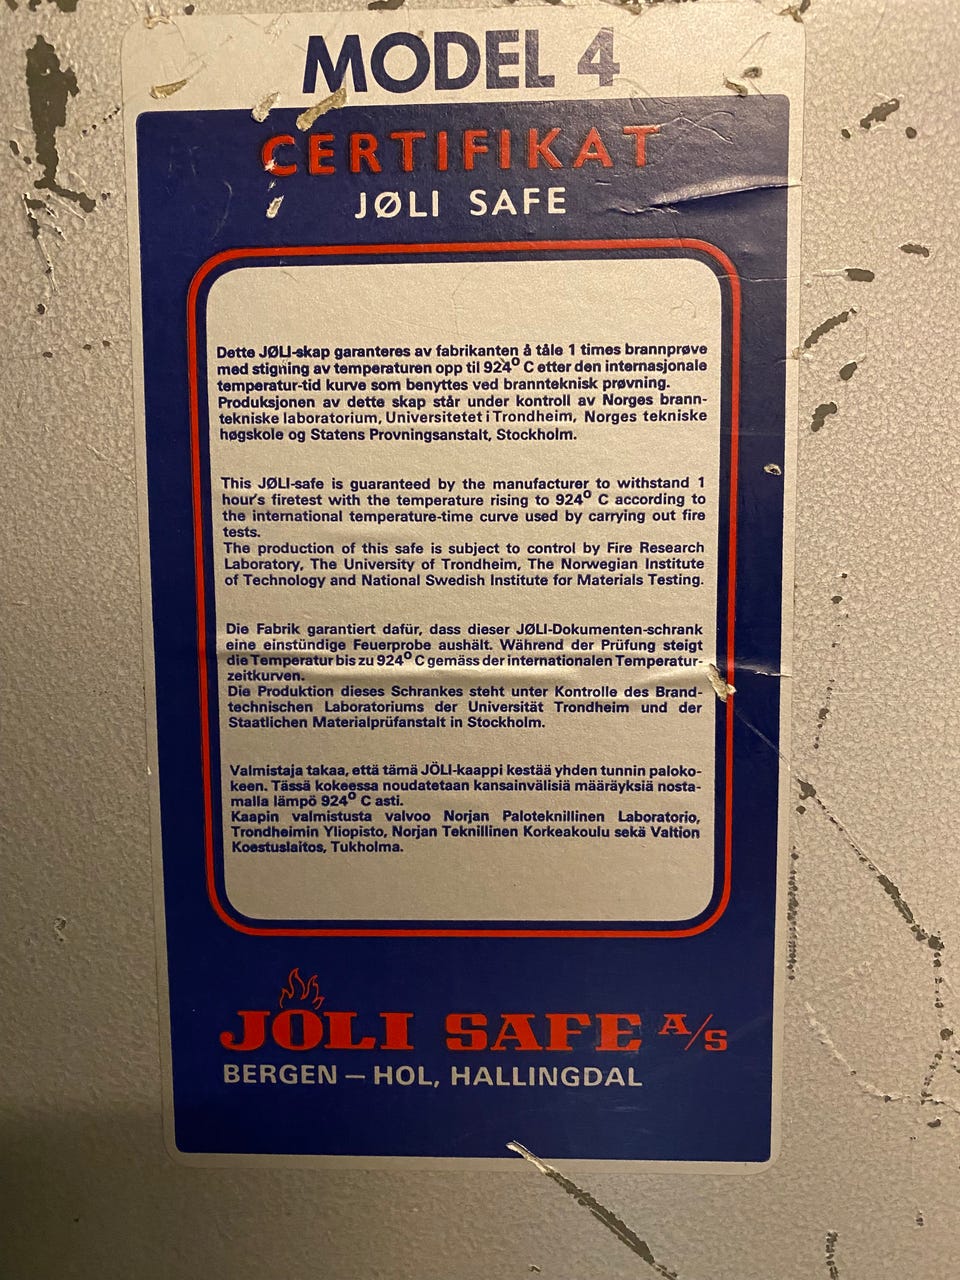 MODEL 4
CERTIFIKAT
JØLI SAFE
Dette JØLI-skap garanteres av fabrikanten å tåle 1 times brannprøve
med stigning av temperaturen opp til 924⁰ C etter den internasjonale
temperatur-tid kurve som benyttes ved brannteknisk prøvning.
Produksjonen av dette skap står under kontroll av Norges brann-
tekniske laboratorium, Universitetet i Trondheim, Norges tekniske
høgskole og Statens Provningsanstalt, Stockholm.
This JØLI-safe is guaranteed by the manufacturer to withstand 1
hour's firetest with the temperature rising to 924⁰ C according to
the international temperature-time curve used by carrying out fire
tests.
The production of this safe is subject to control by Fire Research
Laboratory, The University of Trondheim, The Norwegian Institute
of Technology and National Swedish Institute for Materials Testing.
Die Fabrik garantiert dafür, dass dieser JØLI-Dokumenten-schrank
eine einstündige Feuerprobe aushält. Während der Prüfung steigt
die Temperatur bis zu 924⁰ C gemäss der internationalen Temperatur-
zeitkurven.
Die Produktion dieses Schrankes steht unter Kontrolle des Brand-
technischen Laboratoriums der Universität Trondheim und der
Staatlichen Materialprüfanstalt in Stockholm.
Valmistaja takaa, että tämä JÖLI-kaappi kestää yhden tunnin paloko-
keen. Tässä kokeessa noudatetaan kansainvälisiä määräyksiä nosta-
malla lämpö 924⁰ C asti.
Kaapin valmistusta valvoo Norjan Paloteknillinen Laboratorio,
Trondheimin Yliopisto, Norjan Teknillinen Korkeakoulu sekä Valtion
Koestuslaitos, Tukholma.
JØLI SAFE A/S
BERGEN – HOL, HALLINGDAL